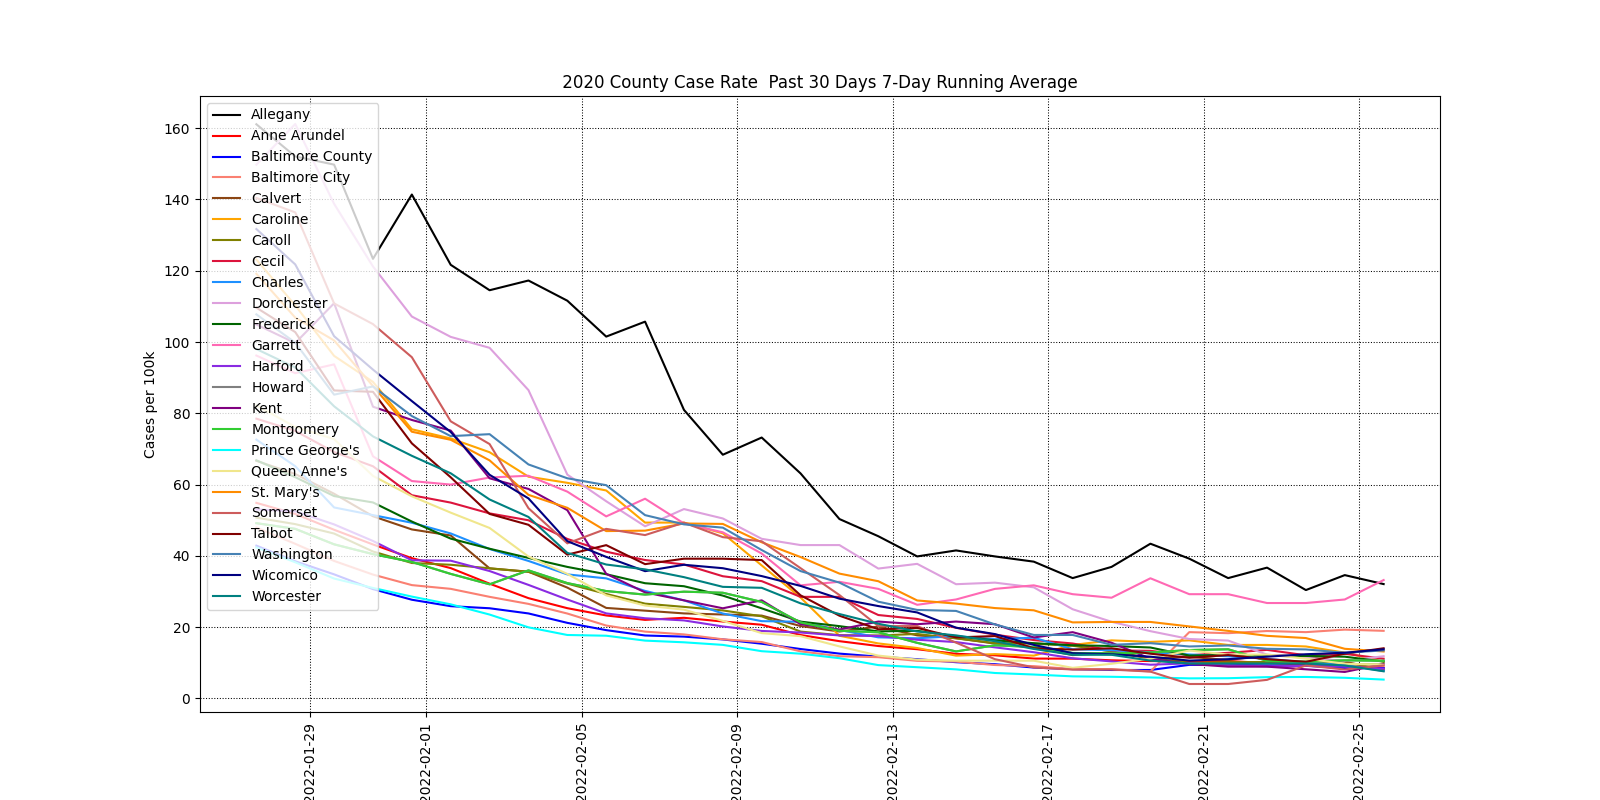 2020 County Case Rate  Past 30 Days 7-Day Running Average
Cases per 100k
160
140
120
100
80
60
40
20
0
Allegany
Anne Arundel
Baltimore County
Baltimore City
Calvert
Caroline
Caroll
Cecil
Charles
Dorchester
Frederick
Garrett
Harford
Howard
Kent
Montgomery
Prince George's
Queen Anne's
St. Mary's
Somerset
Talbot
Washington
Wicomico
Worcester
2022-01-29
2022-02-01
2022-02-05
2022-02-09
2022-02-13
2022-02-17
2022-02-21
2022-02-25